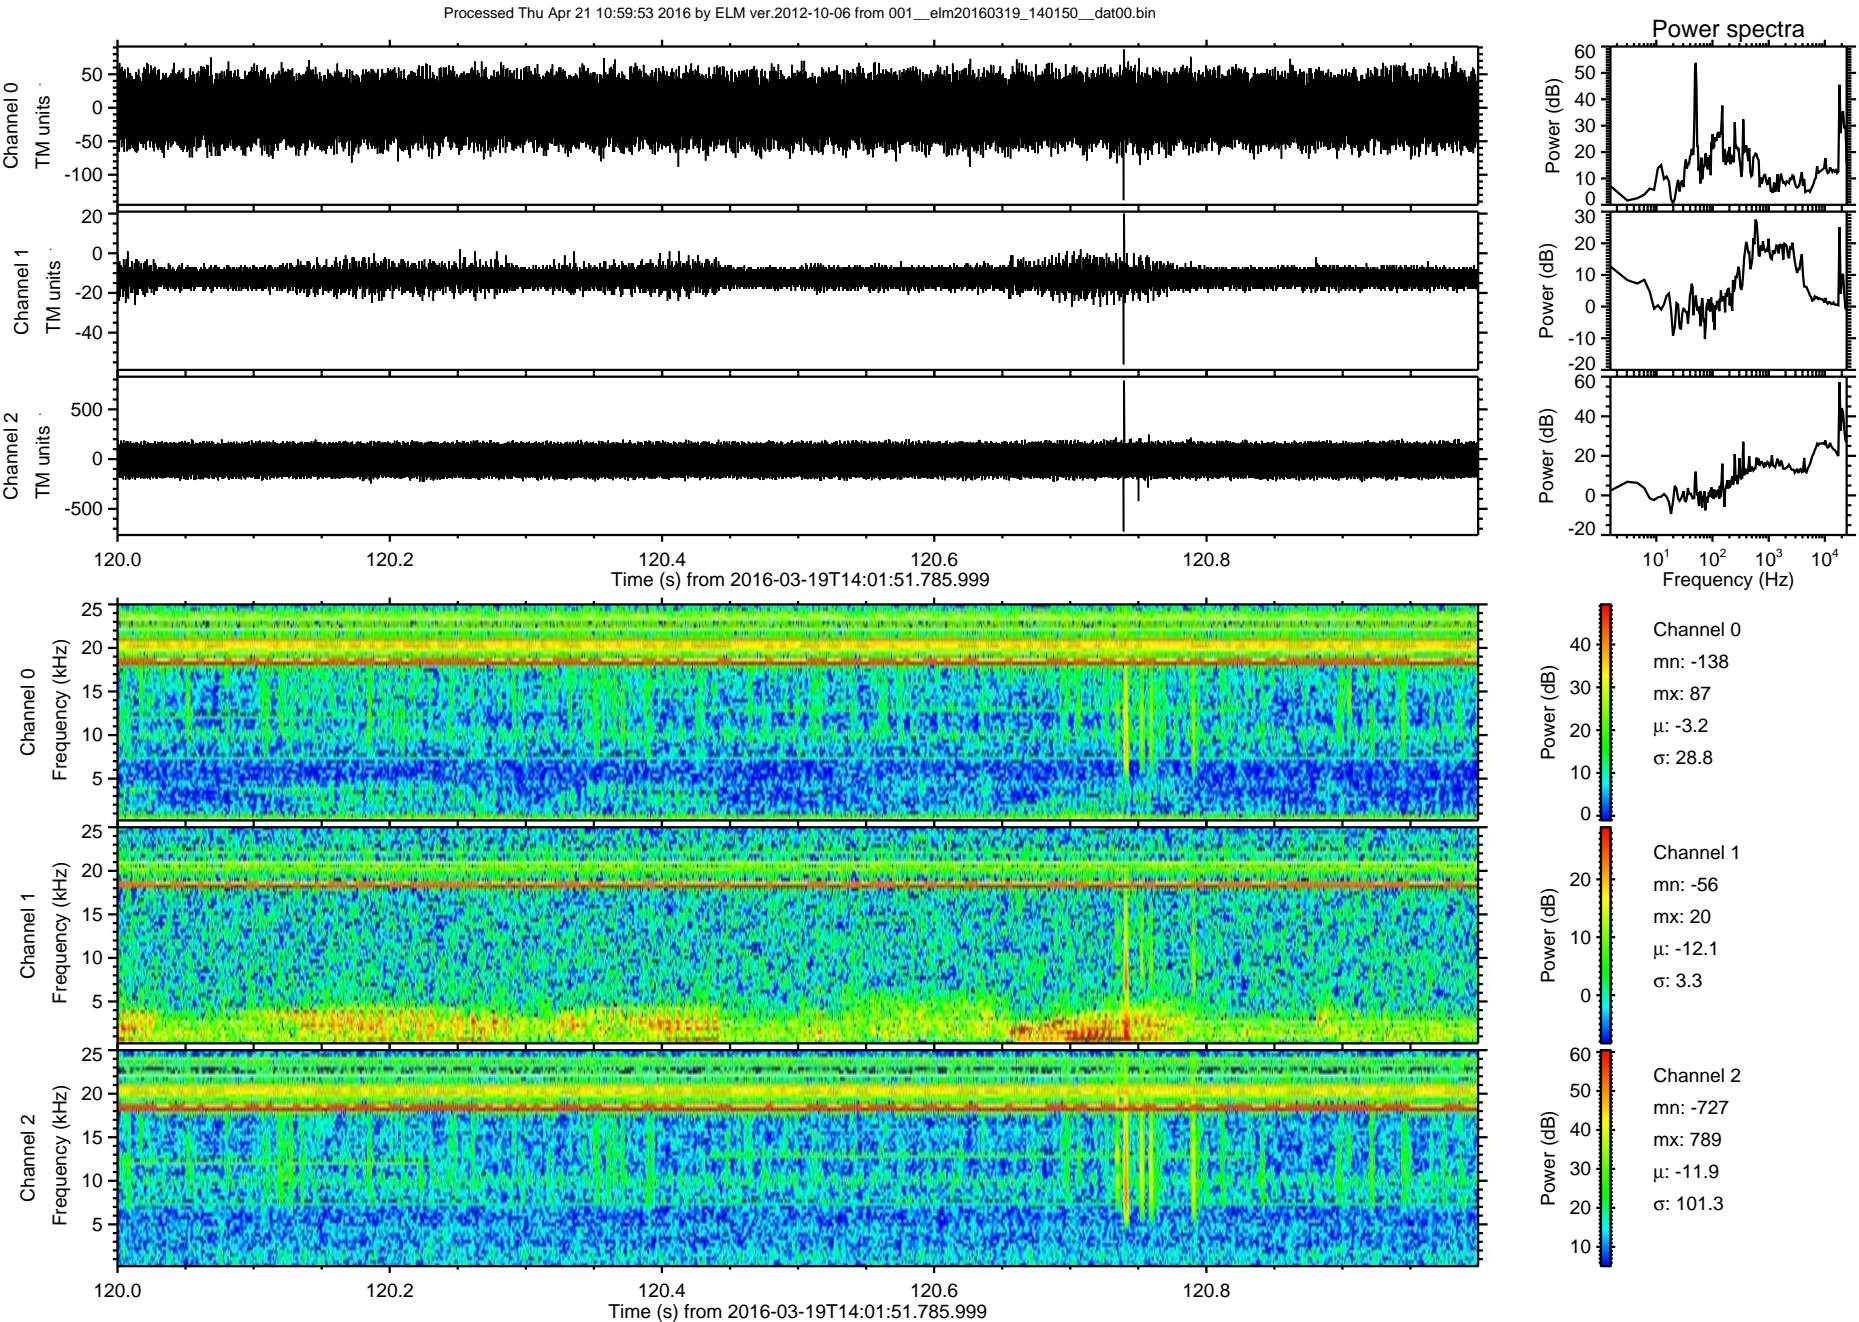 Processed Thu Apr 21 10:59:53 2016 by ELM ver.2012-10-06 from 001__elm20160319_140150__dat00.bin
Power spectra
Channel 0
TM units
50
0
-50
-100
Power (dB)
60
50
40
30
20
10
0
Channel 1
TM units
20
0
-20
-40
Power (dB)
30
20
10
0
-10
-20
Channel 2
TM units
500
0
-500
Power (dB)
60
40
20
0
-20
120.0 120.2 120.4 120.6 120.8
Time (s) from 2016-03-19T14:01:51.785.999
10^1 10^2 10^3 10^4
Frequency (Hz)
Channel 0
Frequency (kHz)
25
20
15
10
5
Power (dB)
40
30
20
10
0
Channel 0
mn: -138
mx: 87
µ: -3.2
σ: 28.8
Channel 1
Frequency (kHz)
25
20
15
10
5
Power (dB)
20
10
0
Channel 1
mn: -56
mx: 20
µ: -12.1
σ: 3.3
Channel 2
Frequency (kHz)
25
20
15
10
5
Power (dB)
60
50
40
30
20
10
Channel 2
mn: -727
mx: 789
µ: -11.9
σ: 101.3
120.0 120.2 120.4 120.6 120.8
Time (s) from 2016-03-19T14:01:51.785.999